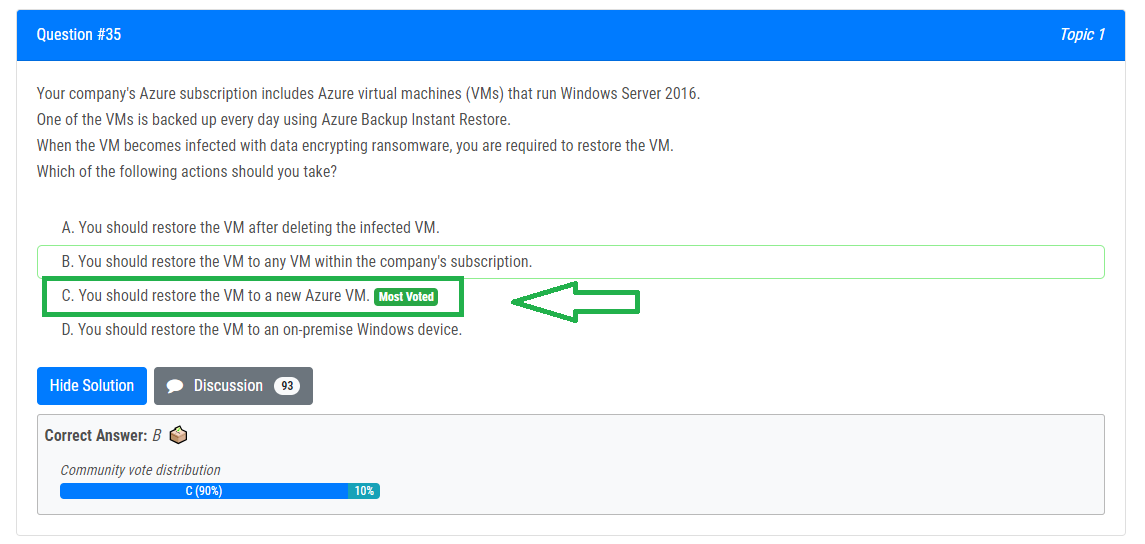 Question #35 Topic 1
Your company's Azure subscription includes Azure virtual machines (VMs) that run Windows Server 2016.
One of the VMs is backed up every day using Azure Backup Instant Restore.
When the VM becomes infected with data encrypting ransomware, you are required to restore the VM.
Which of the following actions should you take?
A. You should restore the VM after deleting the infected VM.
B. You should restore the VM to any VM within the company's subscription.
C. You should restore the VM to a new Azure VM. Most Voted
D. You should restore the VM to an on-premise Windows device.
Hide Solution Discussion 93
Correct Answer: B
Community vote distribution
C (90%) 10%